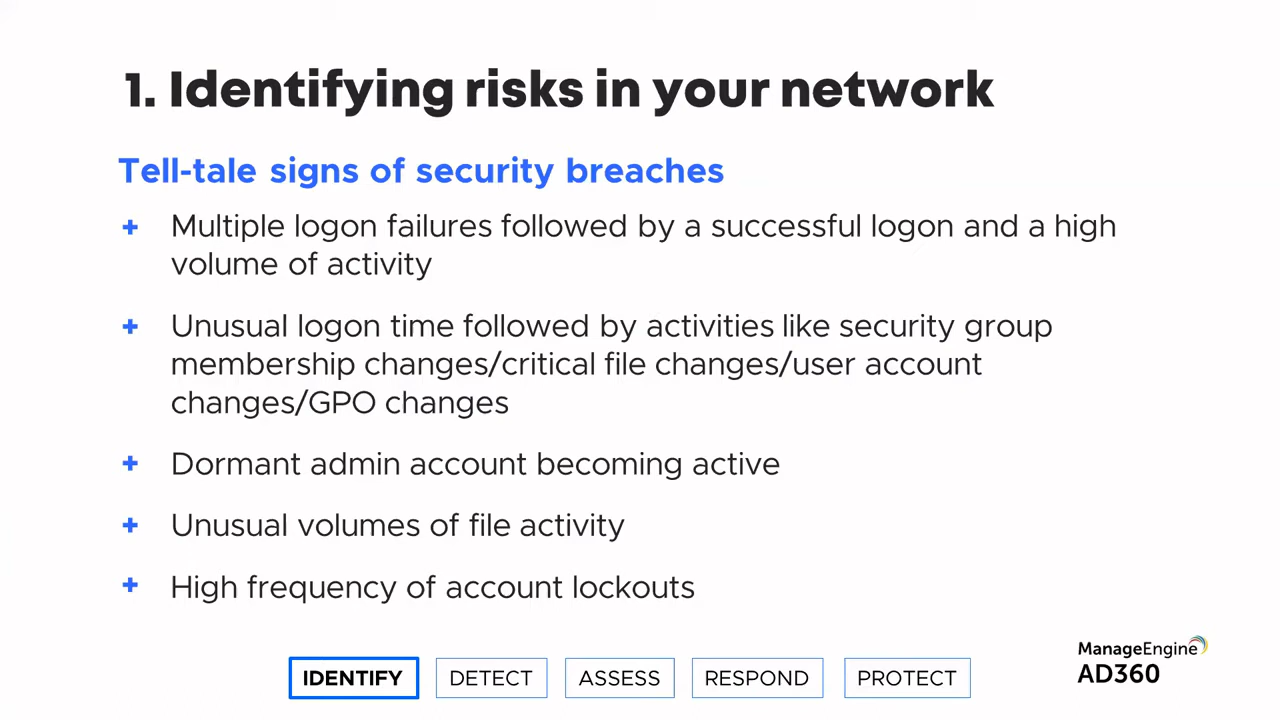 1. Identifying risks in your network
Tell-tale signs of security breaches
+ Multiple logon failures followed by a successful logon and a high
volume of activity
+ Unusual logon time followed by activities like security group
membership changes/critical file changes/user account
changes/GPO changes
+ Dormant admin account becoming active
+ Unusual volumes of file activity
+ High frequency of account lockouts
IDENTIFY DETECT ASSESS RESPOND PROTECT
ManageEngine
AD360